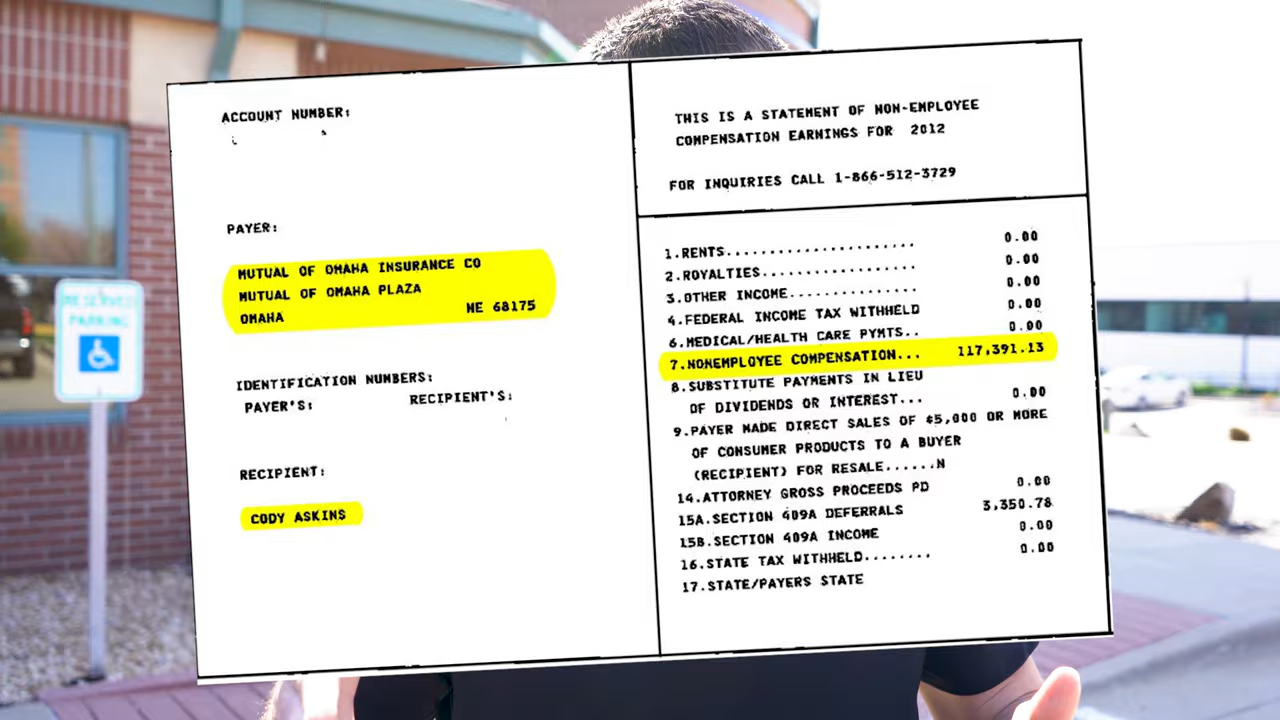 RESERVED
PARKING
ACCOUNT NUMBER:
PAYER:
MUTUAL OF OMAHA INSURANCE CO
MUTUAL OF OMAHA PLAZA
OMAHA NE 68175
IDENTIFICATION NUMBERS:
PAYER'S: RECIPIENT'S:
RECIPIENT:
CODY ASKINS
THIS IS A STATEMENT OF NON-EMPLOYEE
COMPENSATION EARNINGS FOR 2012
FOR INQUIRIES CALL 1-866-512-3729
1.RENTS...................... 0.00
2.ROYALTIES.................. 0.00
3.OTHER INCOME............... 0.00
4.FEDERAL INCOME TAX WITHHELD 0.00
6.MEDICAL/HEALTH CARE PYMTS.. 0.00
7.NONEMPLOYEE COMPENSATION... 117,391.13
8.SUBSTITUTE PAYMENTS IN LIEU
OF DIVIDENDS OR INTEREST... 0.00
9.PAYER MADE DIRECT SALES OF $5,000 OR MORE
OF CONSUMER PRODUCTS TO A BUYER
(RECIPIENT) FOR RESALE......N
14.ATTORNEY GROSS PROCEEDS PD 0.00
15A.SECTION 409A DEFERRALS 3,350.78
15B.SECTION 409A INCOME 0.00
16.STATE TAX WITHHELD........ 0.00
17.STATE/PAYERS STATE